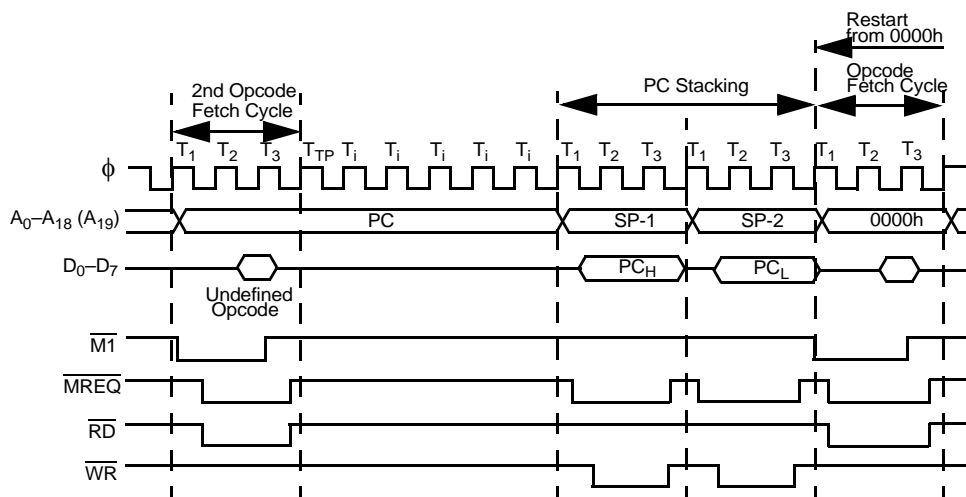 Restart
from 0000h
2nd Opcode
Fetch Cycle
PC Stacking
Opcode
Fetch Cycle
T1 T2 T3 TTP Ti Ti Ti Ti Ti T1 T2 T3 T1 T2 T3 T1 T2 T3
ϕ
A0–A18 (A19) PC SP-1 SP-2 0000h
D0–D7 PCH PCL
Undefined
Opcode
M1
MREQ
RD
WR